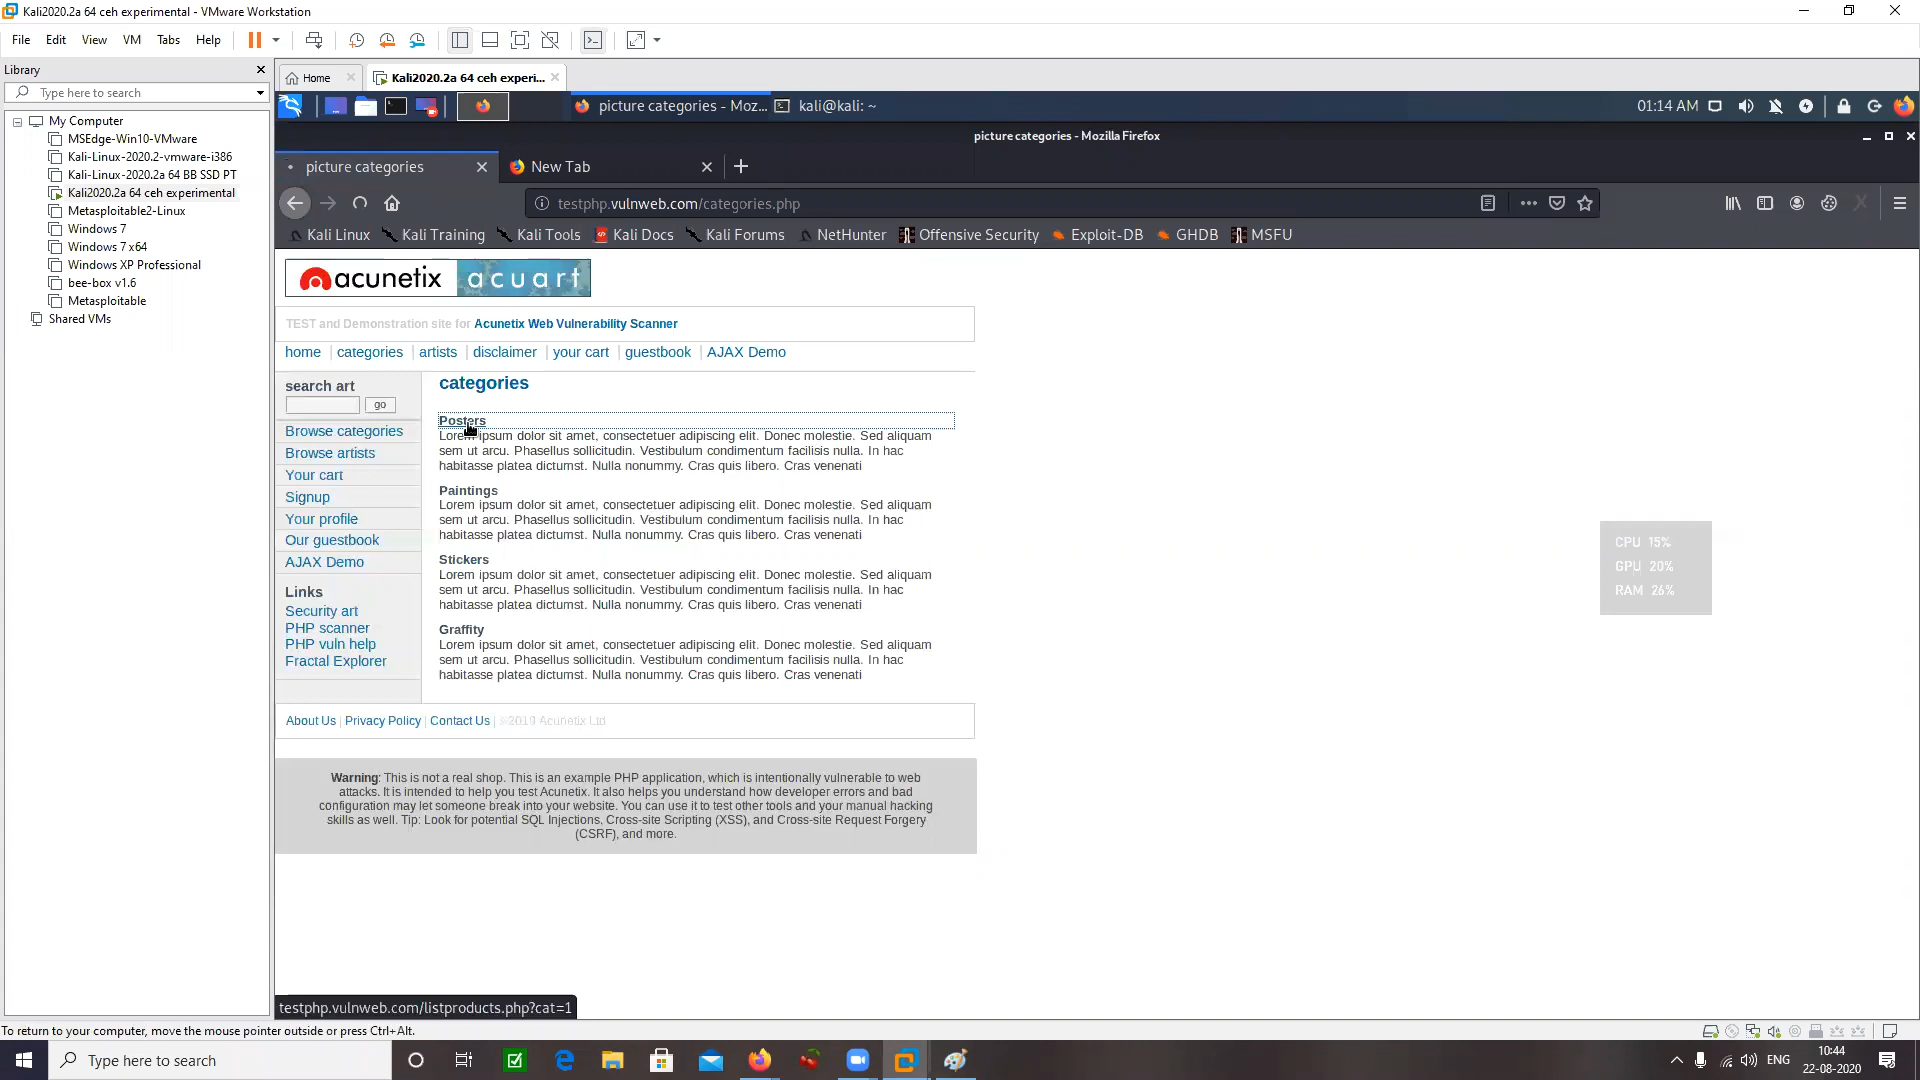 Kali2020.2a 64 ceh experimental - VMware Workstation
File Edit View VM Tabs Help
Library
Type here to search
My Computer
MSEdge-Win10-VMware
Kali-Linux-2020.2-vmware-i386
Kali-Linux-2020.2a 64 BB SSD PT
Kali2020.2a 64 ceh experimental
Metasploitable2-Linux
Windows 7
Windows 7 x64
Windows XP Professional
bee-box v1.6
Metasploitable
Shared VMs
Home Kali2020.2a 64 ceh experi...
picture categories - Moz... kali@kali: ~ 01:14 AM
picture categories - Mozilla Firefox
picture categories New Tab
testphp.vulnweb.com/categories.php
Kali Linux Kali Training Kali Tools Kali Docs Kali Forums NetHunter Offensive Security Exploit-DB GHDB MSFU
acunetix acuart
TEST and Demonstration site for Acunetix Web Vulnerability Scanner
home | categories | artists | disclaimer | your cart | guestbook | AJAX Demo
search art
go
Browse categories
Browse artists
Your cart
Signup
Your profile
Our guestbook
AJAX Demo
Links
Security art
PHP scanner
PHP vuln help
Fractal Explorer
categories
Posters
Lorem ipsum dolor sit amet, consectetuer adipiscing elit. Donec molestie. Sed aliquam
sem ut arcu. Phasellus sollicitudin. Vestibulum condimentum facilisis nulla. In hac
habitasse platea dictumst. Nulla nonummy. Cras quis libero. Cras venenati
Paintings
Lorem ipsum dolor sit amet, consectetuer adipiscing elit. Donec molestie. Sed aliquam
sem ut arcu. Phasellus sollicitudin. Vestibulum condimentum facilisis nulla. In hac
habitasse platea dictumst. Nulla nonummy. Cras quis libero. Cras venenati
Stickers
Lorem ipsum dolor sit amet, consectetuer adipiscing elit. Donec molestie. Sed aliquam
sem ut arcu. Phasellus sollicitudin. Vestibulum condimentum facilisis nulla. In hac
habitasse platea dictumst. Nulla nonummy. Cras quis libero. Cras venenati
Graffity
Lorem ipsum dolor sit amet, consectetuer adipiscing elit. Donec molestie. Sed aliquam
sem ut arcu. Phasellus sollicitudin. Vestibulum condimentum facilisis nulla. In hac
habitasse platea dictumst. Nulla nonummy. Cras quis libero. Cras venenati
About Us | Privacy Policy | Contact Us | ©2019 Acunetix Ltd
Warning: This is not a real shop. This is an example PHP application, which is intentionally vulnerable to web
attacks. It is intended to help you test Acunetix. It also helps you understand how developer errors and bad
configuration may let someone break into your website. You can use it to test other tools and your manual hacking
skills as well. Tip: Look for potential SQL Injections, Cross-site Scripting (XSS), and Cross-site Request Forgery
(CSRF), and more.
CPU 15%
GPU 20%
RAM 26%
testphp.vulnweb.com/listproducts.php?cat=1
To return to your computer, move the mouse pointer outside or press Ctrl+Alt.
Type here to search
ENG
10:44
22-08-2020